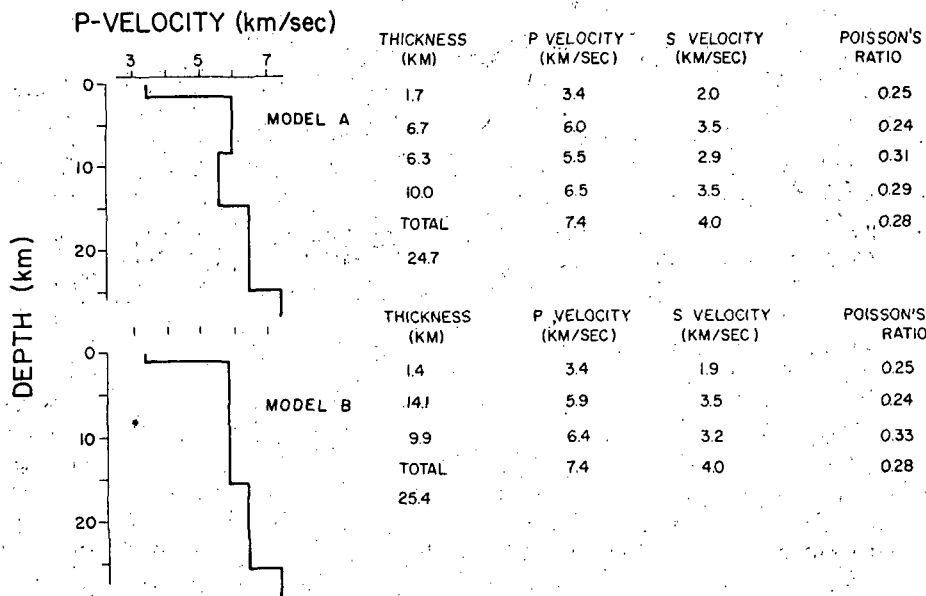 P-VELOCITY (km/sec)
3 5 7
0
10
20
MODEL A
DEPTH (km)
THICKNESS P VELOCITY S VELOCITY POISSON'S
(KM) (KM/SEC) (KM/SEC) RATIO
1.7 3.4 2.0 0.25
6.7 6.0 3.5 0.24
6.3 5.5 2.9 0.31
10.0 6.5 3.5 0.29
TOTAL 7.4 4.0 0.28
24.7
0
10
20
MODEL B
THICKNESS P VELOCITY S VELOCITY POISSON'S
(KM) (KM/SEC) (KM/SEC) RATIO
1.4 3.4 1.9 0.25
14.1 5.9 3.5 0.24
9.9 6.4 3.2 0.33
TOTAL 7.4 4.0 0.28
25.4